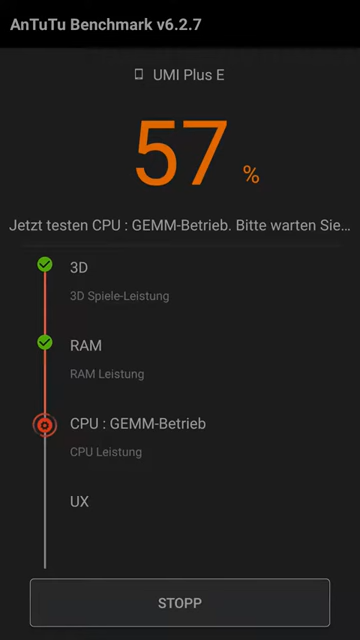 AnTuTu Benchmark v6.2.7
UMI Plus E
57 %
Jetzt testen CPU : GEMM-Betrieb. Bitte warten Sie...
3D
3D Spiele-Leistung
RAM
RAM Leistung
CPU : GEMM-Betrieb
CPU Leistung
UX
STOPP